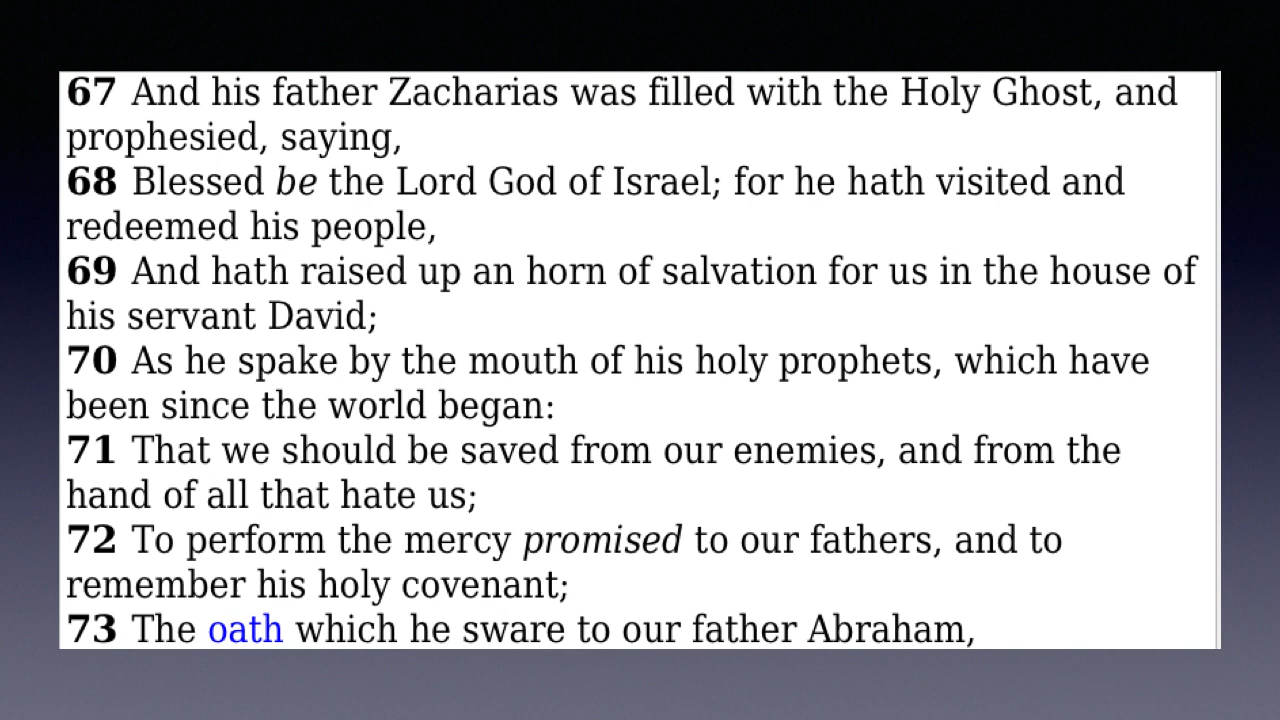 67 And his father Zacharias was filled with the Holy Ghost, and
prophesied, saying,
68 Blessed be the Lord God of Israel; for he hath visited and
redeemed his people,
69 And hath raised up an horn of salvation for us in the house of
his servant David;
70 As he spake by the mouth of his holy prophets, which have
been since the world began:
71 That we should be saved from our enemies, and from the
hand of all that hate us;
72 To perform the mercy promised to our fathers, and to
remember his holy covenant;
73 The oath which he sware to our father Abraham,